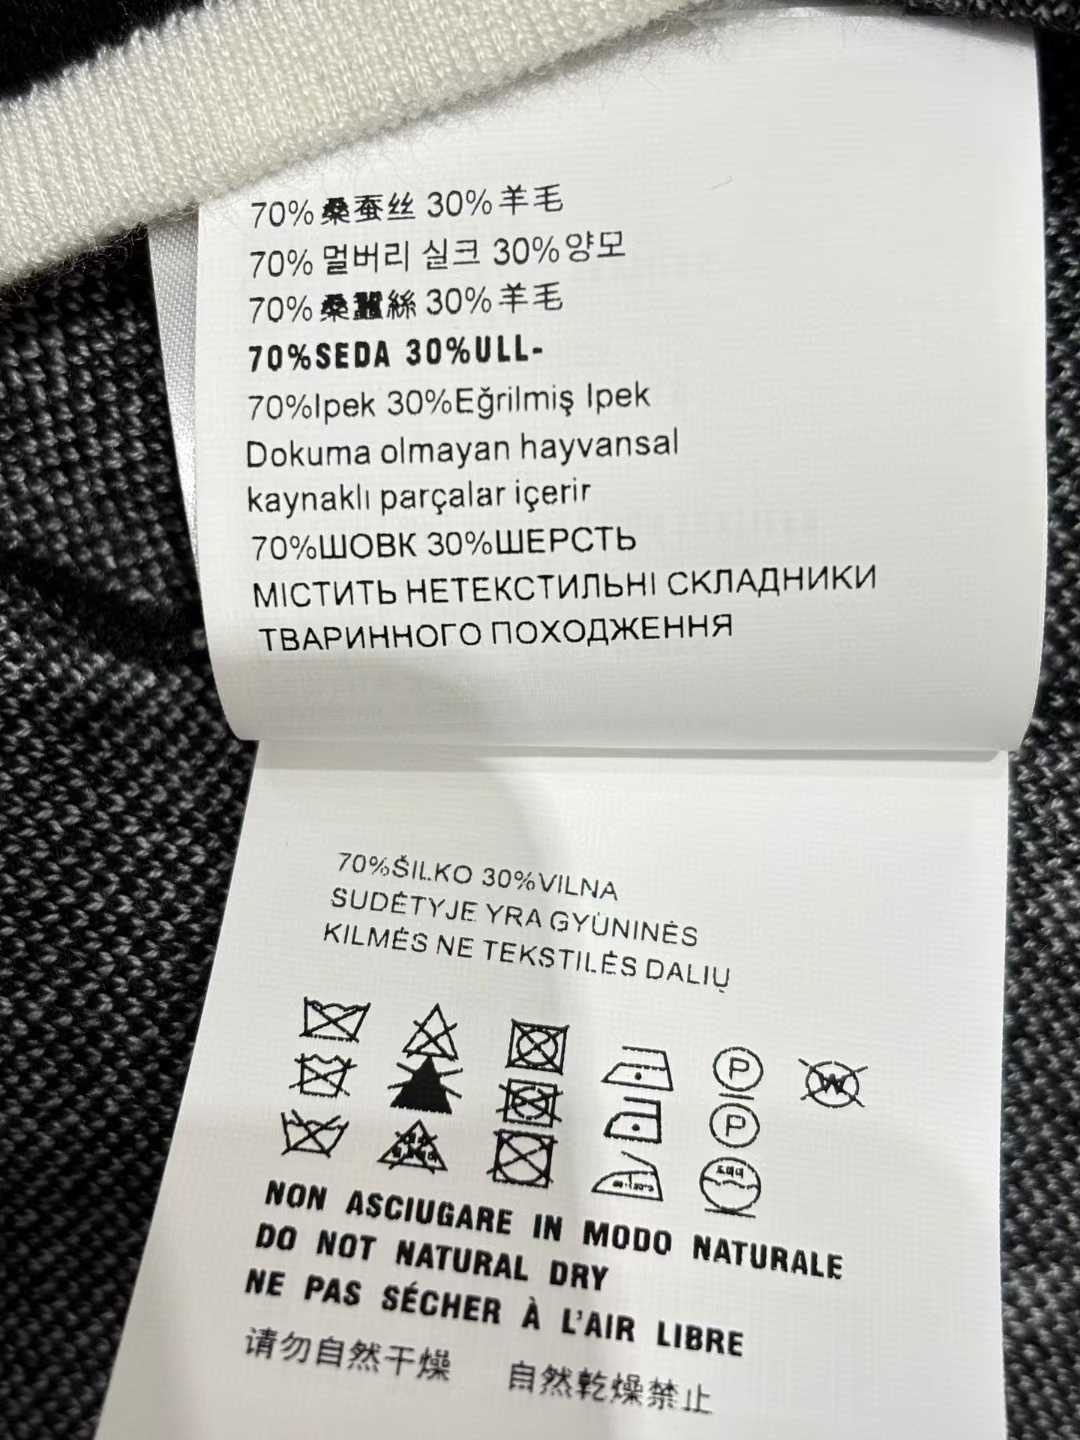 70%桑蚕丝 30%羊毛
70% 멀버리 실크 30%양모
70%桑蠶絲 30%羊毛
70%SEDA 30%ULL-
70%Ipek 30%Eğrilmiş Ipek
Dokuma olmayan hayvansal
kaynaklı parçalar içerir
70%ШОВК 30%ШЕРСТЬ
МІСТИТЬ НЕТЕКСТИЛЬНІ СКЛАДНИКИ
ТВАРИННОГО ПОХОДЖЕННЯ
70%ŠILKO 30%VILNA
SUDĖTYJE YRA GYŪNINĖS
KILMĖS NE TEKSTILĖS DALIŲ
P W
P
드라이
NON ASCIUGARE IN MODO NATURALE
DO NOT NATURAL DRY
NE PAS SÉCHER À L'AIR LIBRE
请勿自然干燥 自然乾燥禁止